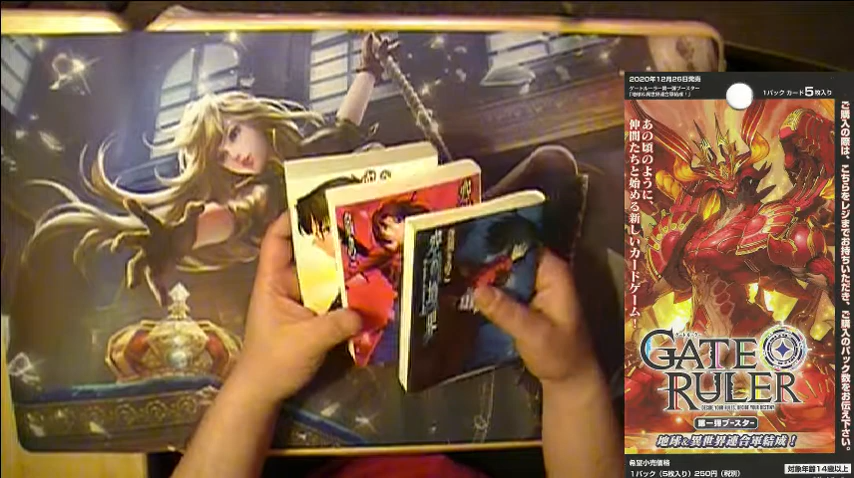 2020年12月26日発売
ゲートルーラー第一弾ブースター
「地球&異世界連合軍結成！」
1パック カード5枚入り
あの頃のように、
仲間たちと始める新しいカードゲーム！
ご購入の際は、こちらをレジまでお持ちいただき、ご購入のパック数をお伝え下さい。
GATE
RULER
DECIDE YOUR RULES, DECIDE YOUR DESTINY
第一弾ブースター
地球&異世界連合軍結成！
希望小売価格
1パック（5枚入り）250円（税別）
対象年齢14歳以上